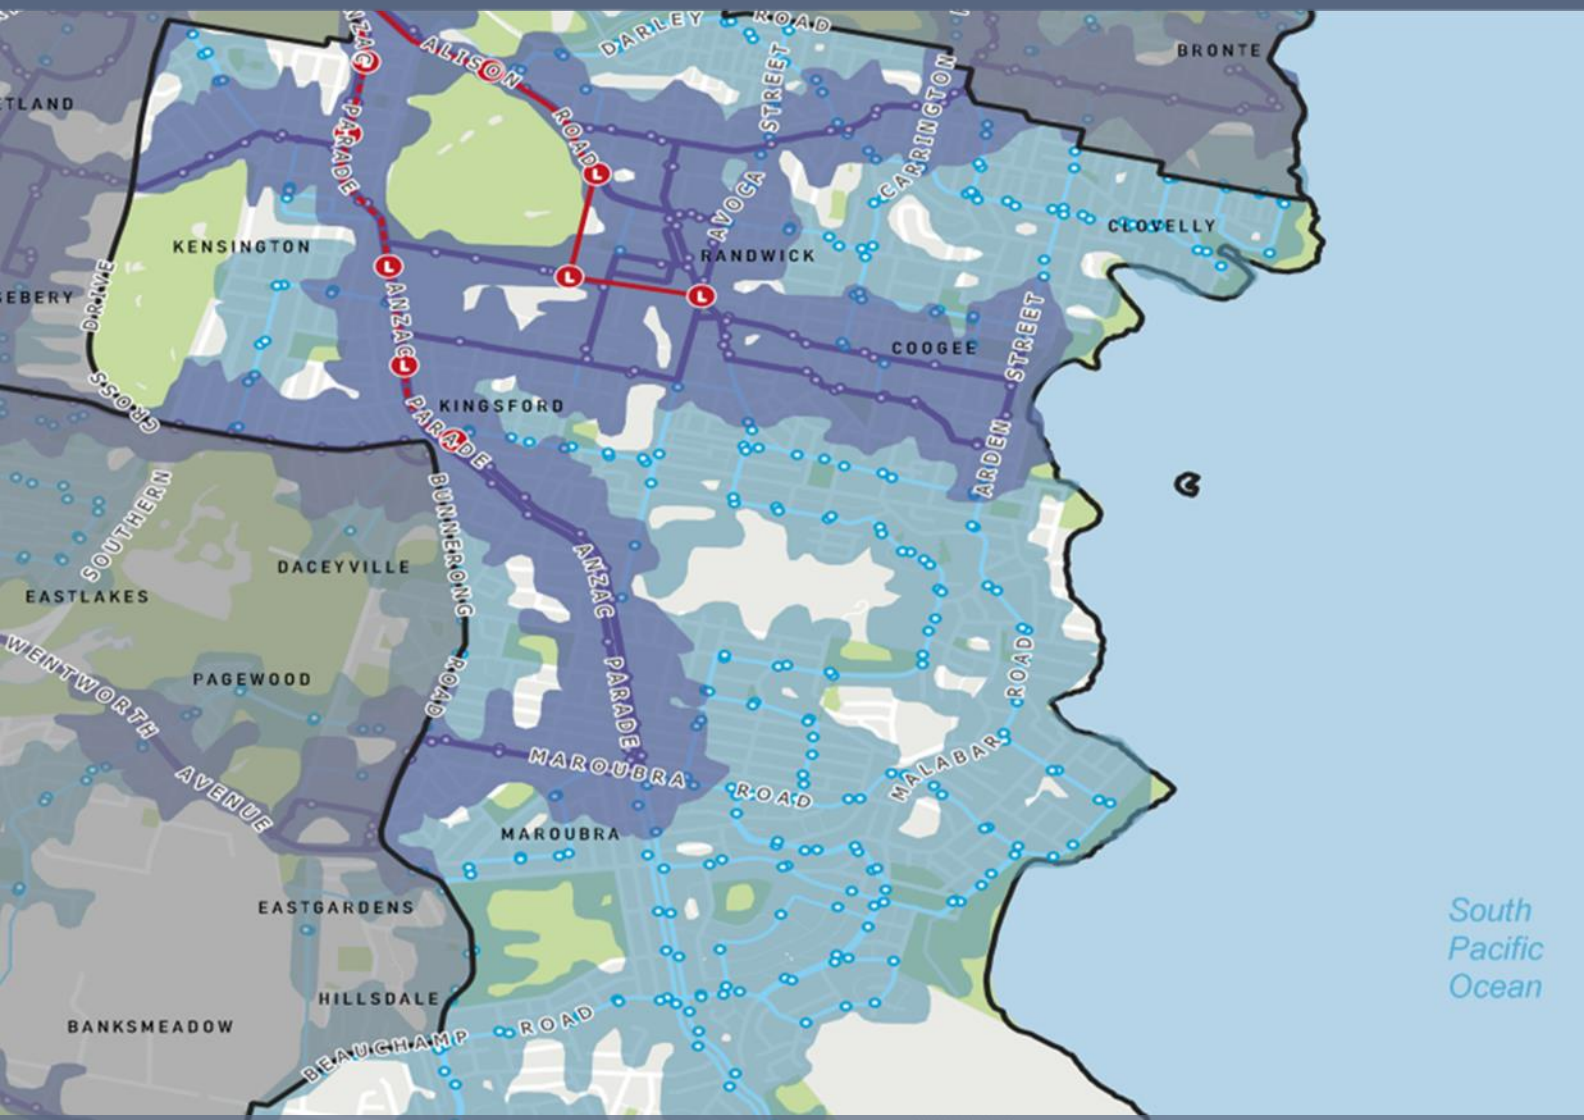 DARLEY ROAD
BRONTE
ALISON ROAD
ANZAC PARADE
AVOCA STREET
CARRINGTON
CLOVELLY
KENSINGTON
RANDWICK
DRIVE
CROSS
SOUTHERN
ANZAC PARADE
COOGEE
ARDEN STREET
KINGSFORD
BUNNERONG ROAD
DACEYVILLE
EASTLAKES
ANZAC PARADE
PAGEWOOD
WENTWORTH AVENUE
MAROUBRA ROAD
MALABAR ROAD
MAROUBRA
EASTGARDENS
HILLSDALE
BANKSMEADOW
BEAUCHAMP ROAD
South
Pacific
Ocean
L
L
L
L
L